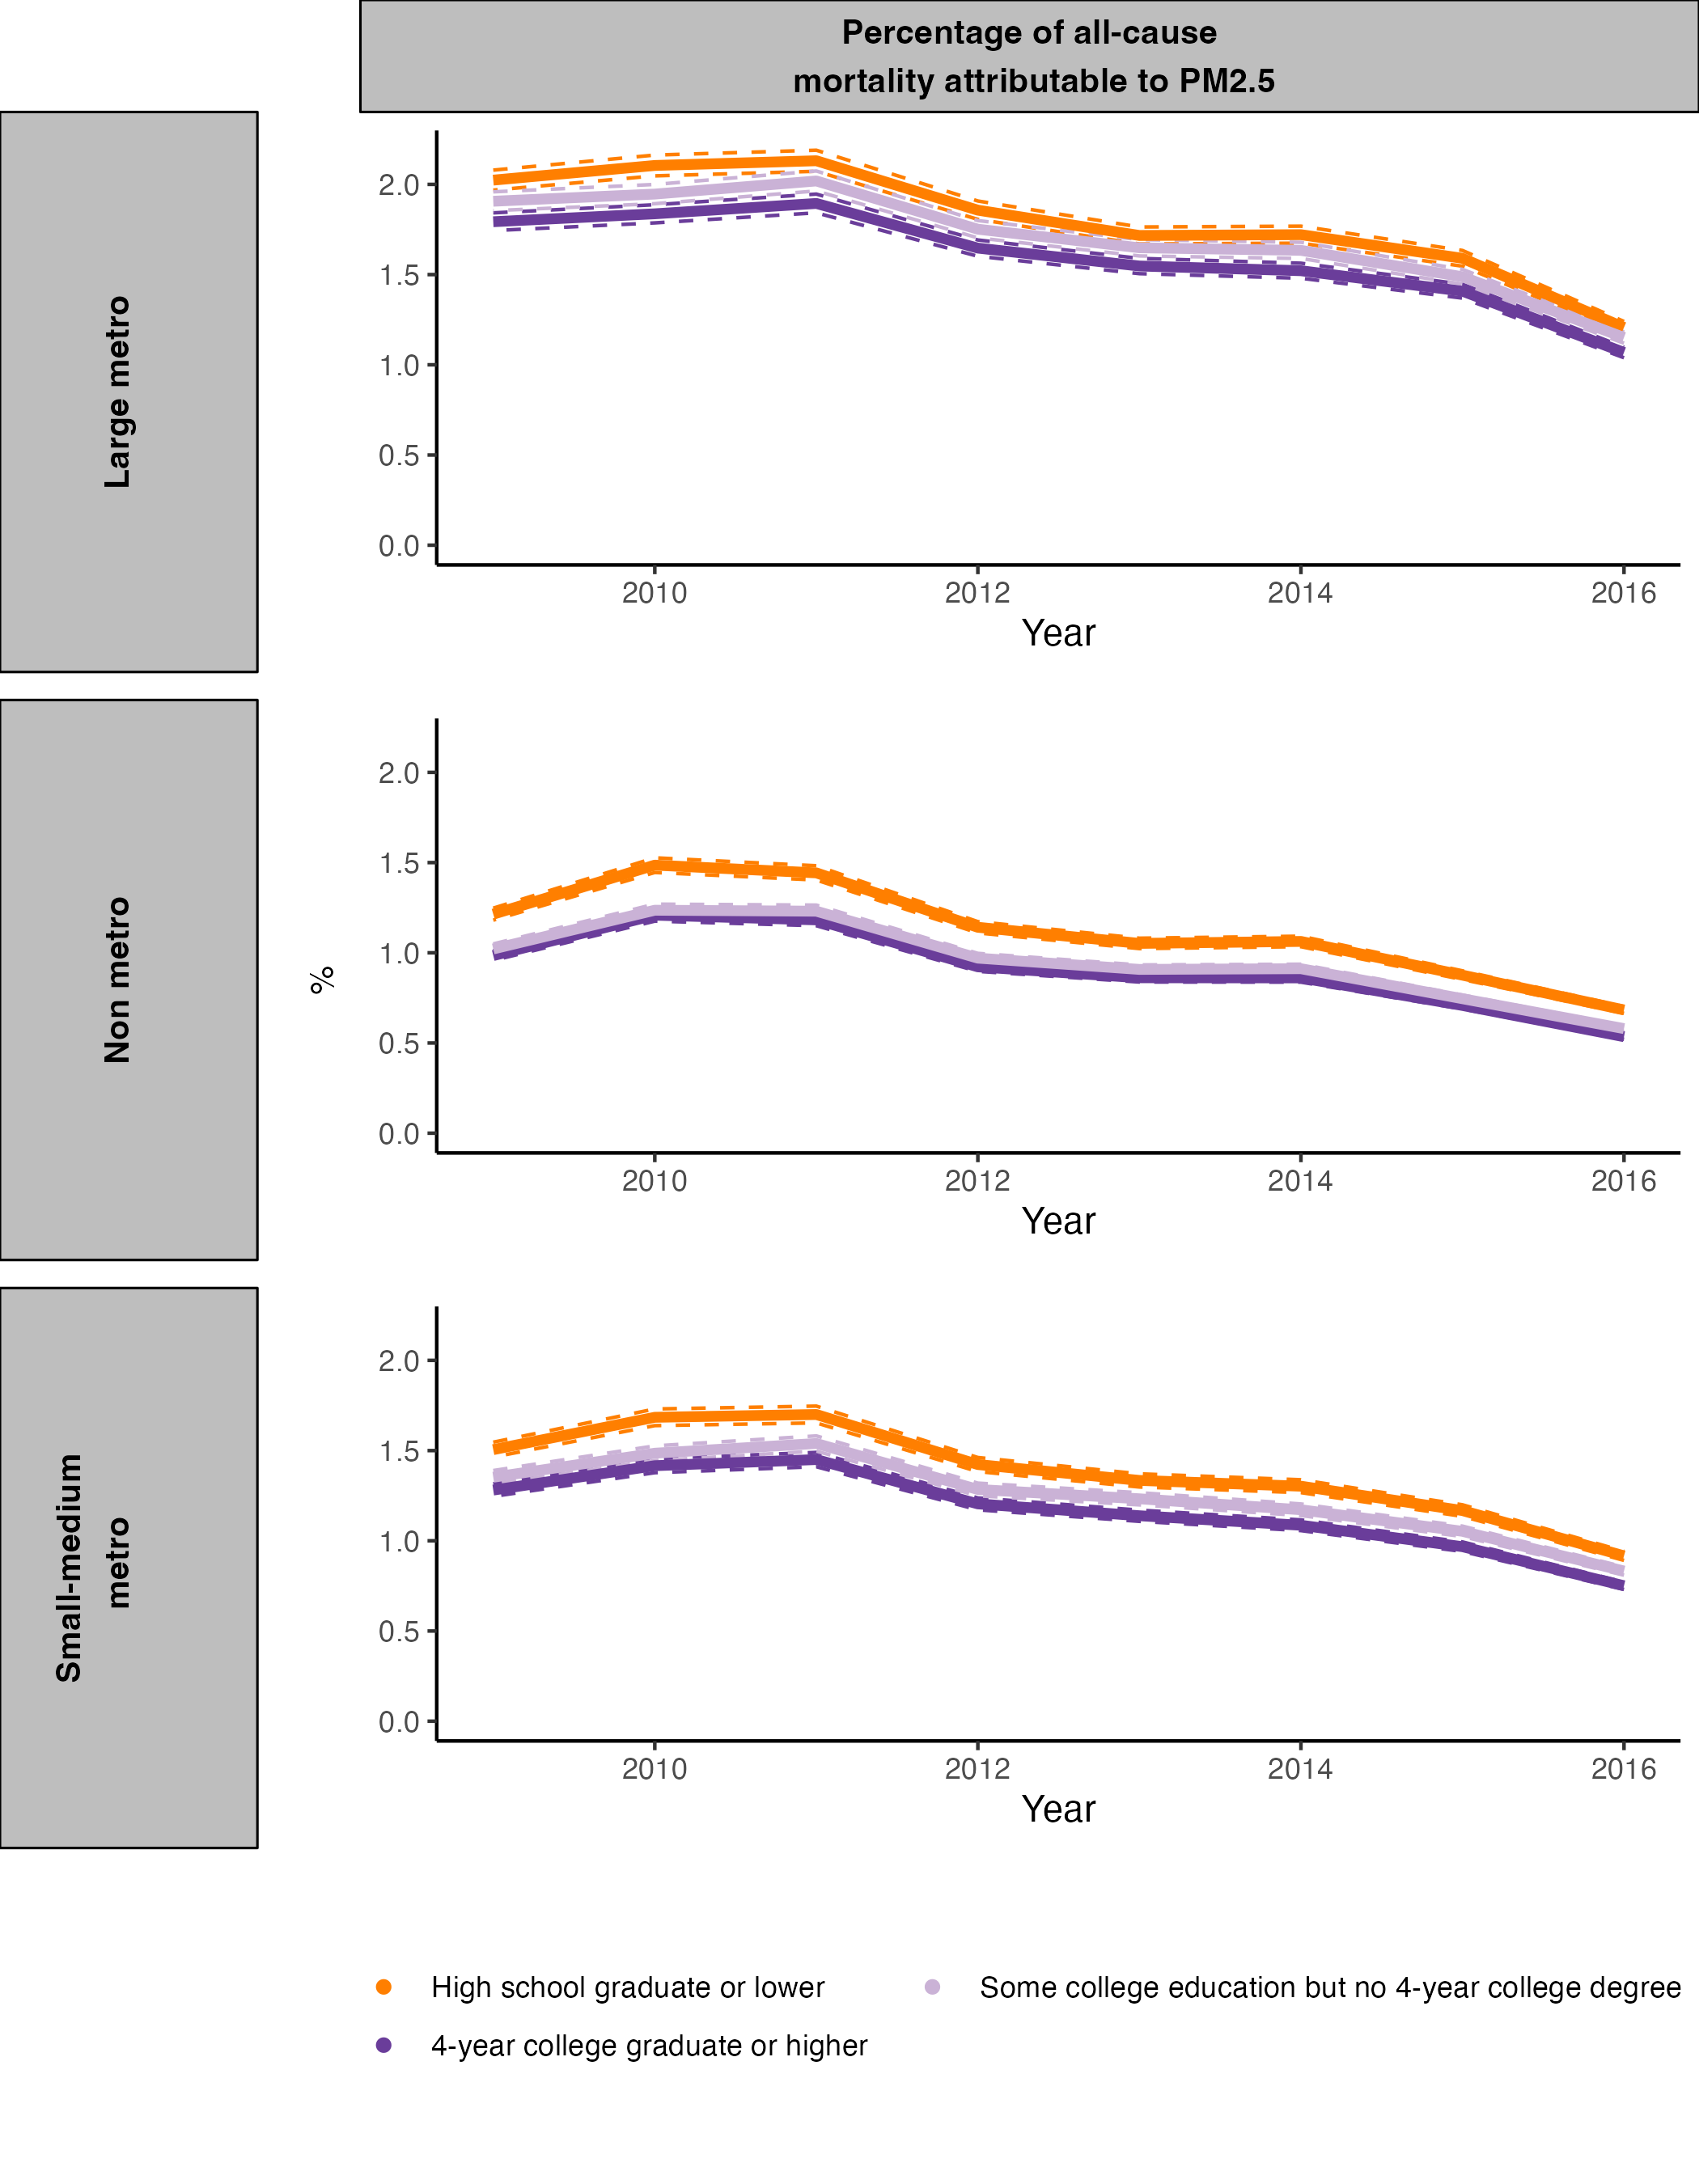 Percentage of all-cause
mortality attributable to PM2.5
Large metro
2.0
1.5
1.0
0.5
0.0
2010 2012 2014 2016
Year
Non metro
%
2.0
1.5
1.0
0.5
0.0
2010 2012 2014 2016
Year
Small-medium
metro
2.0
1.5
1.0
0.5
0.0
2010 2012 2014 2016
Year
High school graduate or lower
Some college education but no 4-year college degree
4-year college graduate or higher